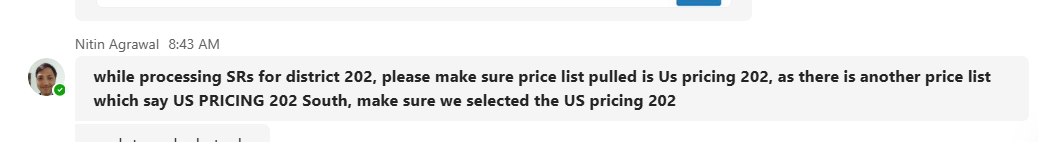 Nitin Agrawal 8:43 AM
while processing SRs for district 202, please make sure price list pulled is Us pricing 202, as there is another price list
which say US PRICING 202 South, make sure we selected the US pricing 202